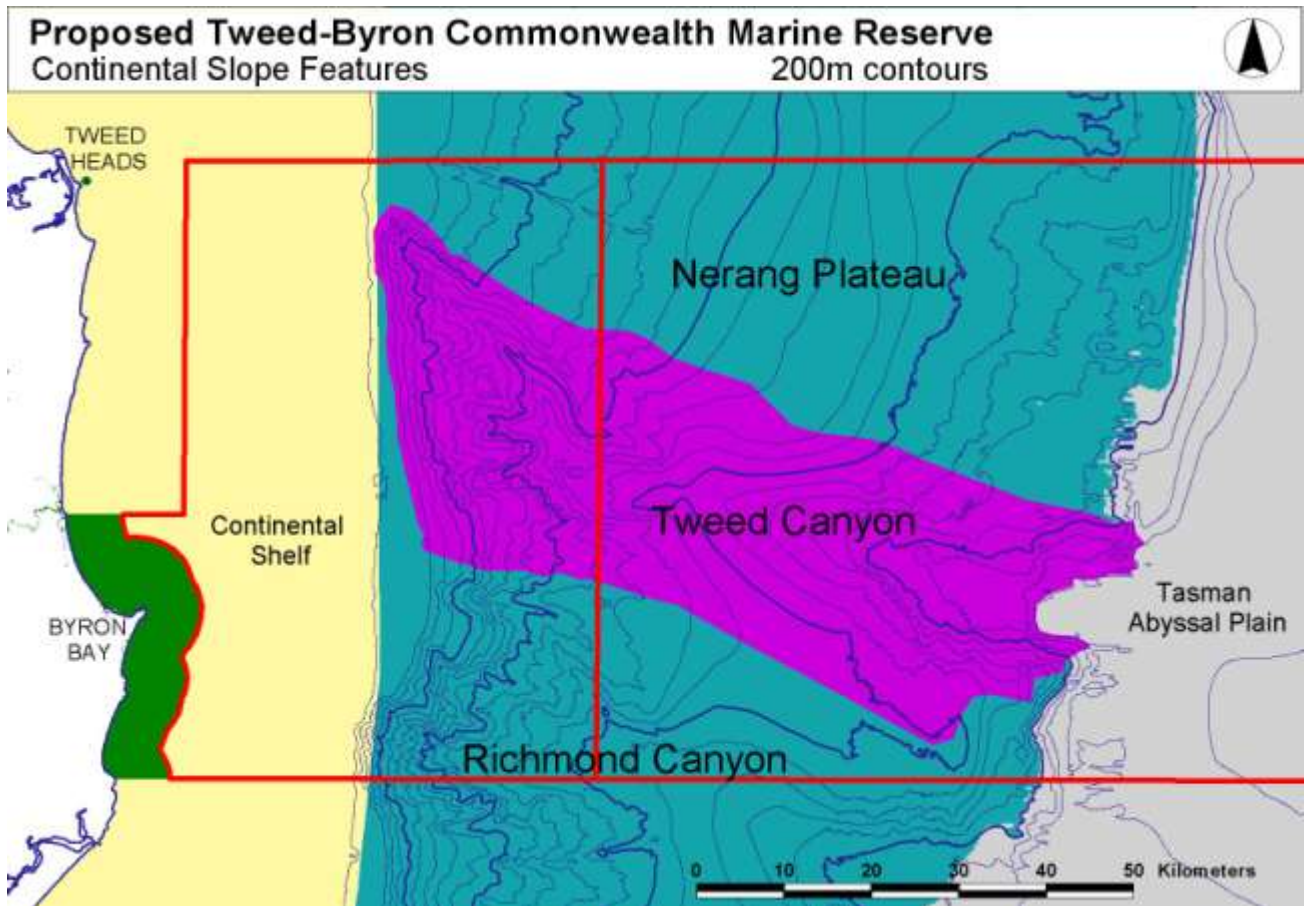 Proposed Tweed-Byron Commonwealth Marine Reserve
Continental Slope Features 200m contours
TWEED
HEADS
Nerang Plateau
Continental
Shelf
Tweed Canyon
Tasman
Abyssal Plain
BYRON
BAY
Richmond Canyon
0 10 20 30 40 50 Kilometers